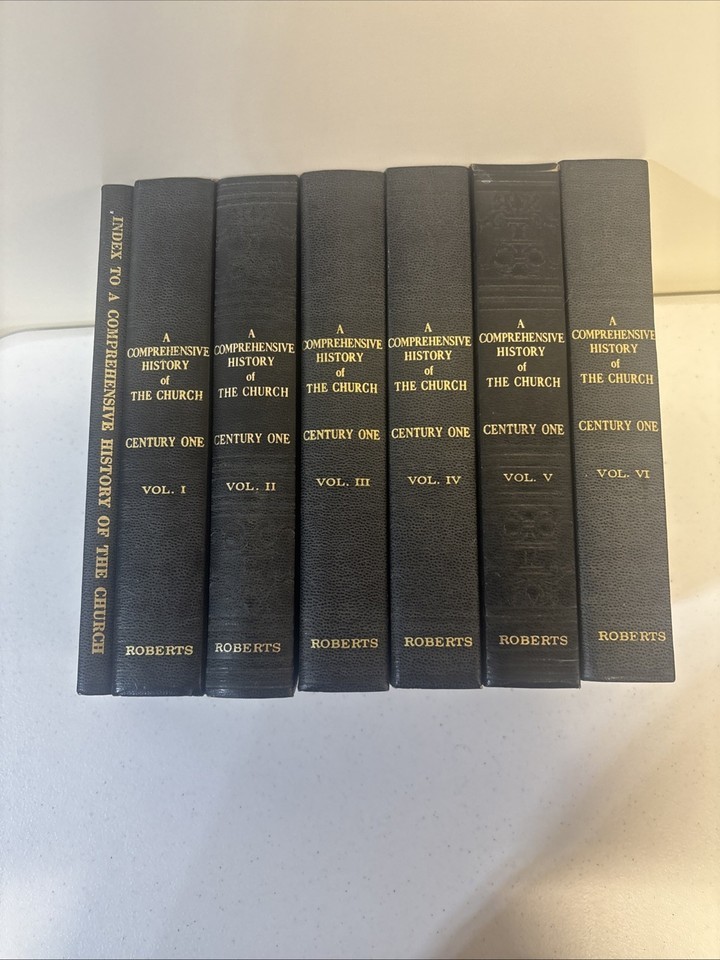 INDEX TO A COMPREHENSIVE HISTORY OF THE CHURCH
A
COMPREHENSIVE
HISTORY
of
THE CHURCH
CENTURY ONE
VOL. I
ROBERTS
A
COMPREHENSIVE
HISTORY
of
THE CHURCH
CENTURY ONE
VOL. II
ROBERTS
A
COMPREHENSIVE
HISTORY
of
THE CHURCH
CENTURY ONE
VOL. III
ROBERTS
A
COMPREHENSIVE
HISTORY
of
THE CHURCH
CENTURY ONE
VOL. IV
ROBERTS
A
COMPREHENSIVE
HISTORY
of
THE CHURCH
CENTURY ONE
VOL. V
ROBERTS
A
COMPREHENSIVE
HISTORY
of
THE CHURCH
CENTURY ONE
VOL. VI
ROBERTS